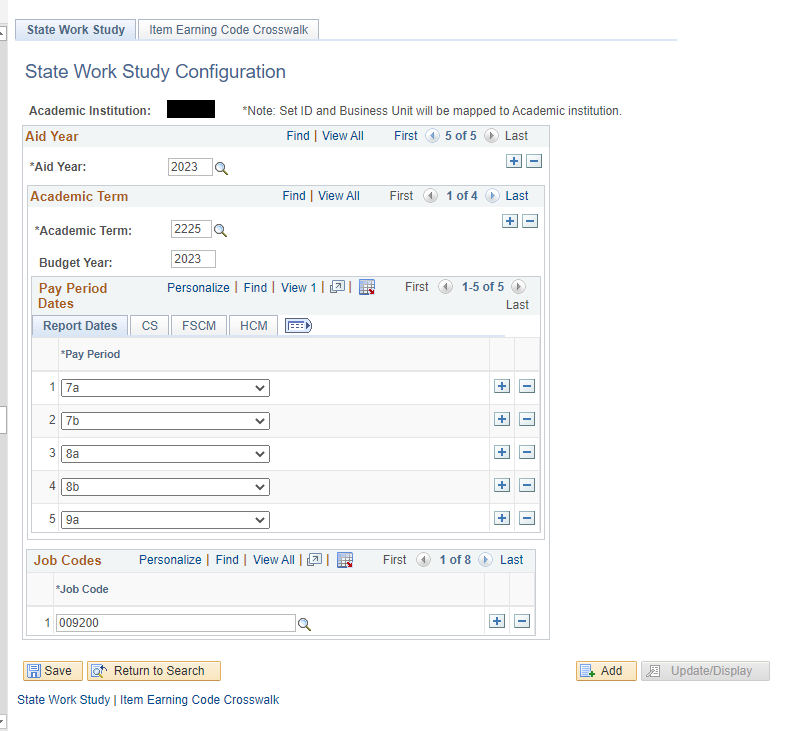 State Work Study Item Earning Code Crosswalk
State Work Study Configuration
Academic Institution: *Note: Set ID and Business Unit will be mapped to Academic institution.
Aid Year Find | View All First 5 of 5 Last
*Aid Year: 2023
Academic Term Find | View All First 1 of 4 Last
*Academic Term: 2225
Budget Year: 2023
Pay Period Dates Personalize | Find | View 1 | | First 1-5 of 5 Last
Report Dates CS FSCM HCM
*Pay Period
1 7a
2 7b
3 8a
4 8b
5 9a
Job Codes Personalize | Find | View All | | First 1 of 8 Last
*Job Code
1 009200
Save Return to Search Add Update/Display
State Work Study | Item Earning Code Crosswalk